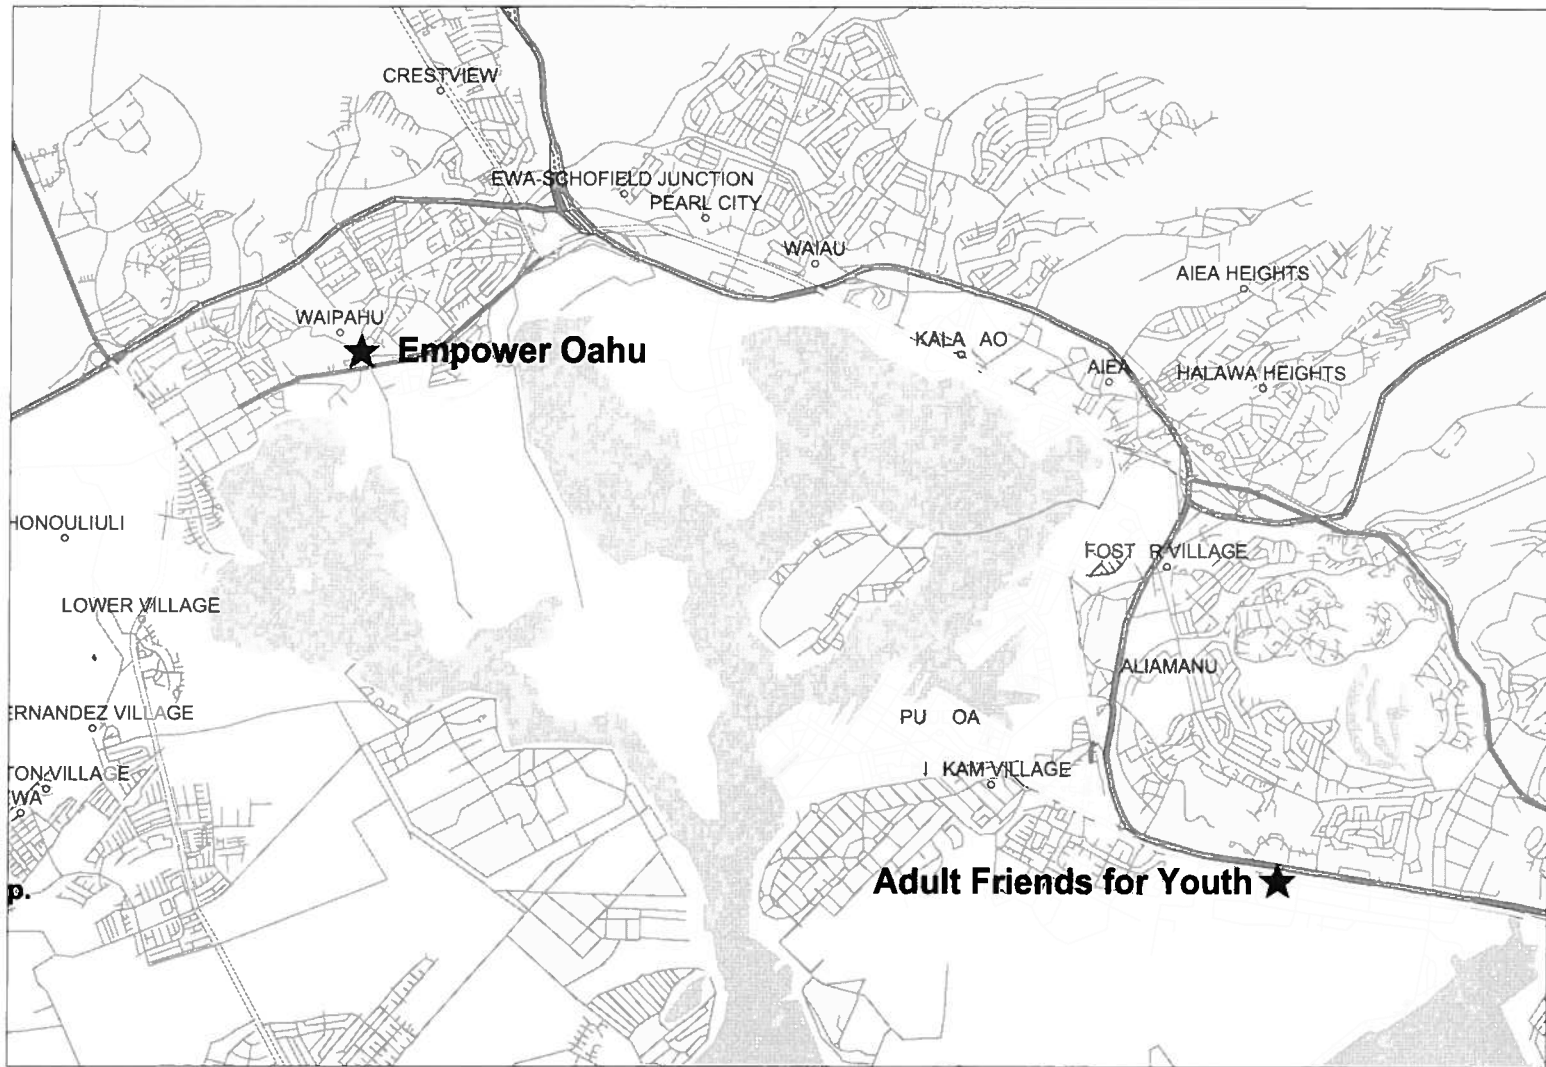 CRESTVIEW
EWA-SCHOFIELD JUNCTION
PEARL CITY
WAIAU
AIEA HEIGHTS
WAIPAHU
Empower Oahu
KALA AO
AIEA
HALAWA HEIGHTS
HONOULIULI
FOST R VILLAGE
LOWER VILLAGE
ALIAMANU
ERNANDEZ VILLAGE
PU OA
KAM VILLAGE
TON VILLAGE
WA
Adult Friends for Youth
p.